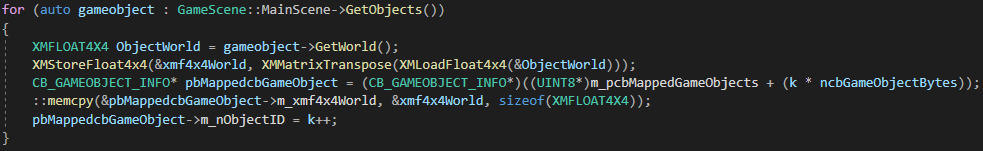 for (auto gameobject : GameScene::MainScene->GetObjects())
{
XMFLOAT4X4 ObjectWorld = gameobject->GetWorld();
XMStoreFloat4x4(&xmf4x4World, XMMatrixTranspose(XMLoadFloat4x4(&ObjectWorld)));
CB_GAMEOBJECT_INFO* pbMappedcbGameObject = (CB_GAMEOBJECT_INFO*)((UINT8*)m_pcbMappedGameObjects + (k * ncbGameObjectBytes));
::memcpy(&pbMappedcbGameObject->m_xmf4x4World, &xmf4x4World, sizeof(XMFLOAT4X4));
pbMappedcbGameObject->m_nObjectID = k++;
}